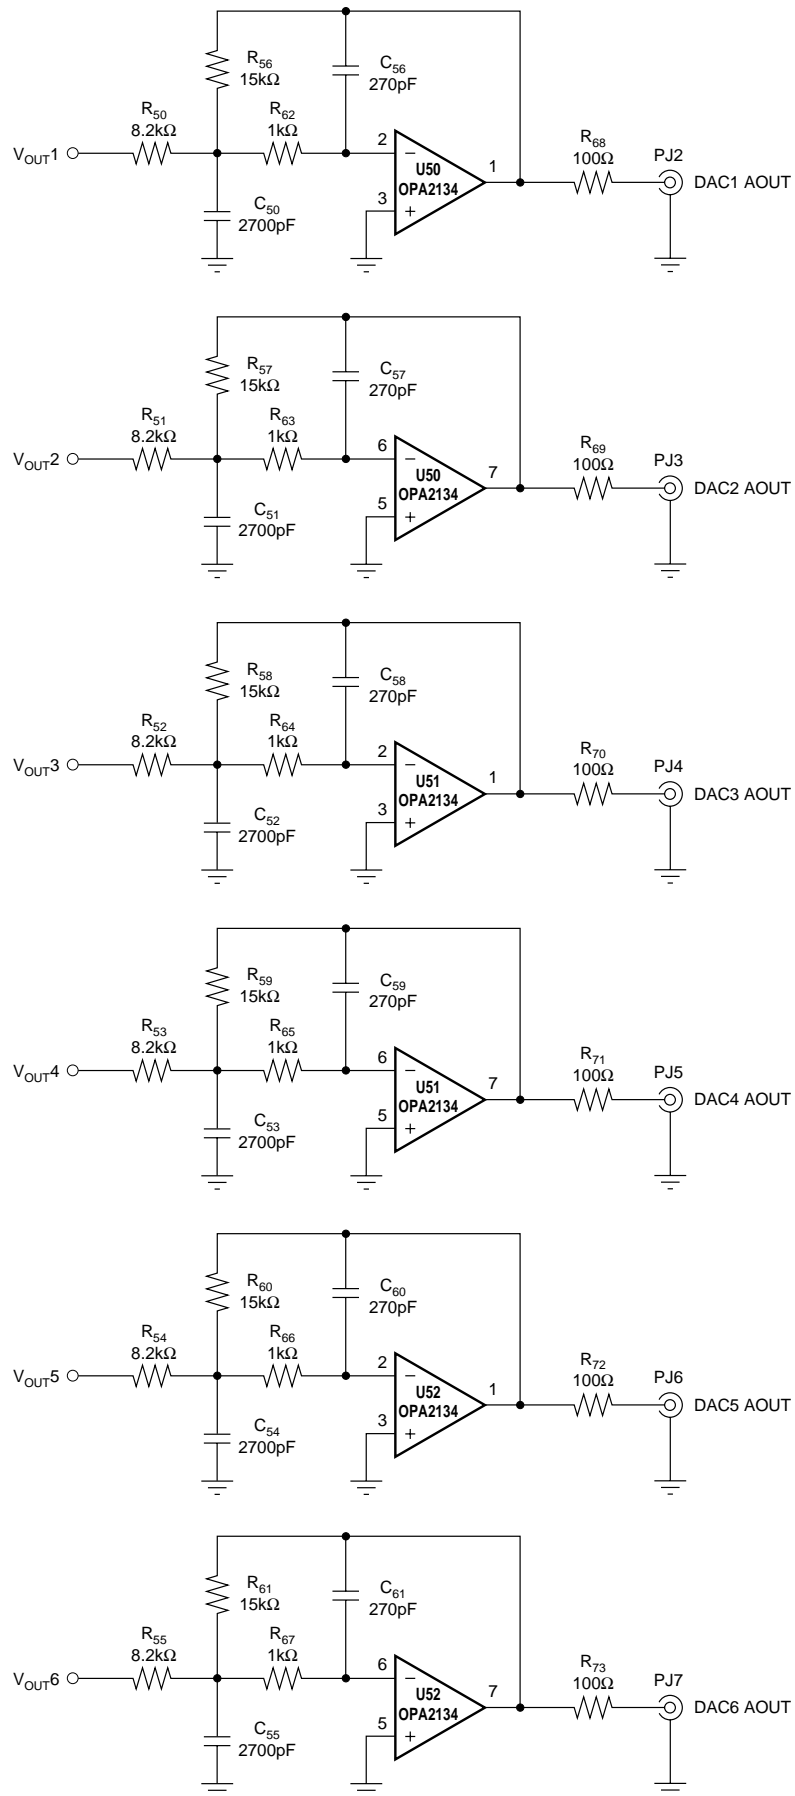 R56
15kΩ
C56
270pF
R50
8.2kΩ
R62
1kΩ
VOUT1
2
−
U50
OPA2134
1
3
+
R68
100Ω
PJ2
DAC1 AOUT
C50
2700pF
R57
15kΩ
C57
270pF
R51
8.2kΩ
R63
1kΩ
VOUT2
6
−
U50
OPA2134
7
5
+
R69
100Ω
PJ3
DAC2 AOUT
C51
2700pF
R58
15kΩ
C58
270pF
R52
8.2kΩ
R64
1kΩ
VOUT3
2
−
U51
OPA2134
1
3
+
R70
100Ω
PJ4
DAC3 AOUT
C52
2700pF
R59
15kΩ
C59
270pF
R53
8.2kΩ
R65
1kΩ
VOUT4
6
−
U51
OPA2134
7
5
+
R71
100Ω
PJ5
DAC4 AOUT
C53
2700pF
R60
15kΩ
C60
270pF
R54
8.2kΩ
R66
1kΩ
VOUT5
2
−
U52
OPA2134
1
3
+
R72
100Ω
PJ6
DAC5 AOUT
C54
2700pF
R61
15kΩ
C61
270pF
R55
8.2kΩ
R67
1kΩ
VOUT6
6
−
U52
OPA2134
7
5
+
R73
100Ω
PJ7
DAC6 AOUT
C55
2700pF